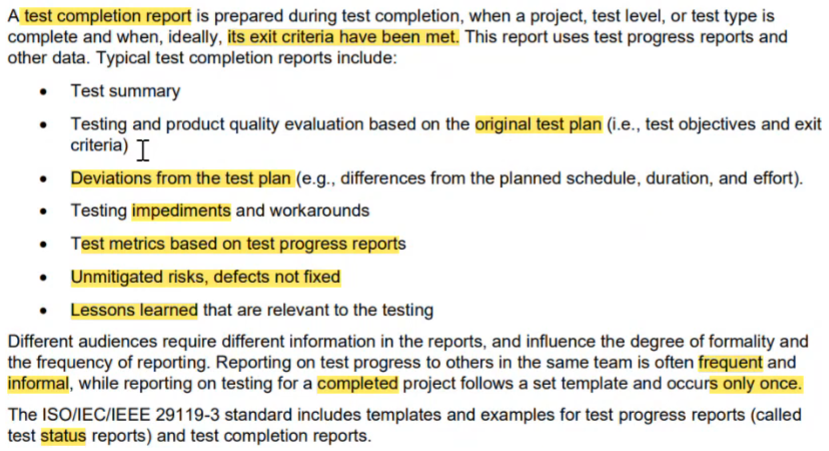 A test completion report is prepared during test completion, when a project, test level, or test type is
complete and when, ideally, its exit criteria have been met. This report uses test progress reports and
other data. Typical test completion reports include:
• Test summary
• Testing and product quality evaluation based on the original test plan (i.e., test objectives and exit
criteria)
• Deviations from the test plan (e.g., differences from the planned schedule, duration, and effort).
• Testing impediments and workarounds
• Test metrics based on test progress reports
• Unmitigated risks, defects not fixed
• Lessons learned that are relevant to the testing
Different audiences require different information in the reports, and influence the degree of formality and
the frequency of reporting. Reporting on test progress to others in the same team is often frequent and
informal, while reporting on testing for a completed project follows a set template and occurs only once.
The ISO/IEC/IEEE 29119-3 standard includes templates and examples for test progress reports (called
test status reports) and test completion reports.